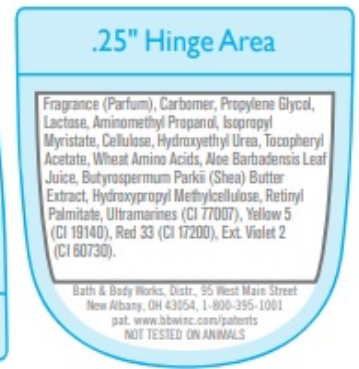 .25" Hinge Area
Fragrance (Parfum), Carbomer, Propylene Glycol,
Lactose, Aminomethyl Propanol, Isopropyl
Myristate, Cellulose, Hydroxyethyl Urea, Tocopheryl
Acetate, Wheat Amino Acids, Aloe Barbadensis Leaf
Juice, Butyrospermum Parkii (Shea) Butter
Extract, Hydroxypropyl Methylcellulose, Retinyl
Palmitate, Ultramarines (CI 77007), Yellow 5
(CI 19140), Red 33 (CI 17200), Ext. Violet 2
(CI 60730).
Bath & Body Works, Distr., 95 West Main Street
New Albany, OH 43054, 1-800-395-1001
pat. www.bbwinc.com/patents
NOT TESTED ON ANIMALS